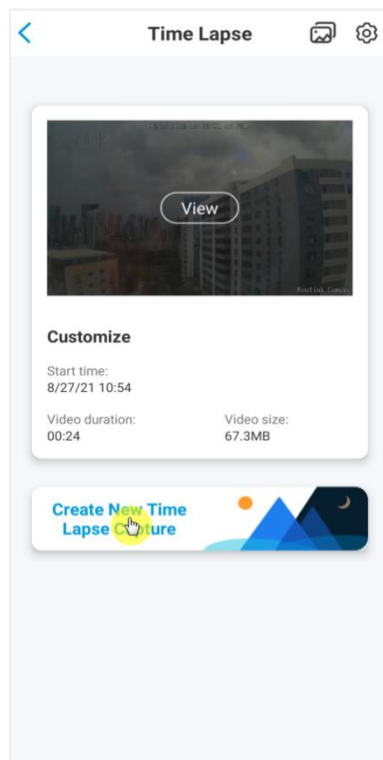 Time Lapse
View
Customize
Start time:
8/27/21 10:54
Video duration:
Video size:
00:24
67.3MB
Create New Time
Lapse Capture